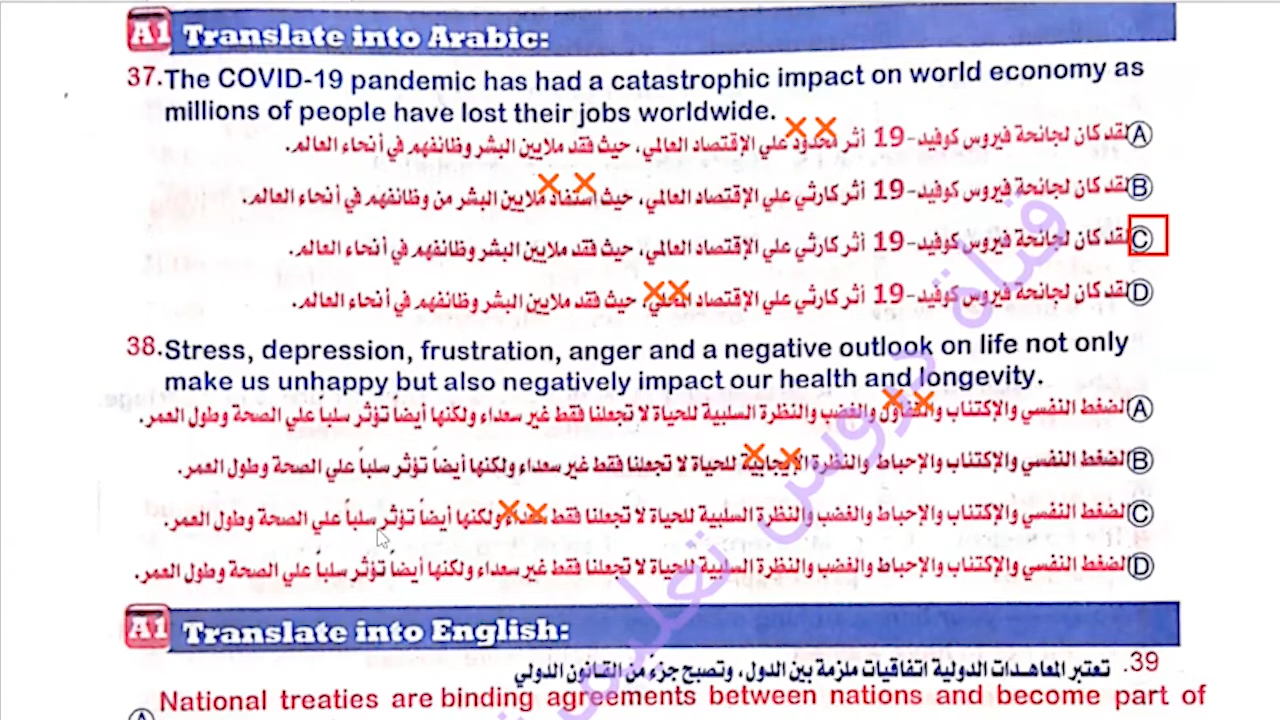 A1 Translate into Arabic:
37. The COVID-19 pandemic has had a catastrophic impact on world economy as
millions of people have lost their jobs worldwide.
Ⓐ لقد كان لجانحة فيروس كوفيد-19 أثر محدود علي الإقتصاد العالمي، حيث فقد ملايين البشر وظائفهم في أنحاء العالم.
Ⓑ لقد كان لجانحة فيروس كوفيد-19 أثر كارثي علي الإقتصاد العالمي، حيث استفاد ملايين البشر من وظائفهم في أنحاء العالم.
Ⓒ لقد كان لجانحة فيروس كوفيد-19 أثر كارثي علي الإقتصاد العالمي، حيث فقد ملايين البشر وظائفهم في أنحاء العالم.
Ⓓ لقد كان لجانحة فيروس كوفيد-19 أثر كارثي علي الإقتصاد المحلي، حيث فقد ملايين البشر وظائفهم في أنحاء العالم.
38. Stress, depression, frustration, anger and a negative outlook on life not only
make us unhappy but also negatively impact our health and longevity.
Ⓐ الضغط النفسي والإكتئاب والتفاؤل والغضب والنظرة السلبية للحياة لا تجعلنا فقط غير سعداء ولكنها أيضاً تؤثر سلباً علي الصحة وطول العمر.
Ⓑ الضغط النفسي والإكتئاب والإحباط والنظرة الإيجابية للحياة لا تجعلنا فقط غير سعداء ولكنها أيضاً تؤثر سلباً علي الصحة وطول العمر.
Ⓒ الضغط النفسي والإكتئاب والإحباط والغضب والنظرة السلبية للحياة لا تجعلنا فقط سعداء ولكنها أيضاً تؤثر سلباً علي الصحة وطول العمر.
Ⓓ الضغط النفسي والإكتئاب والإحباط والغضب والنظرة السلبية للحياة لا تجعلنا فقط غير سعداء ولكنها أيضاً تؤثر سلباً علي الصحة وطول العمر.
A1 Translate into English:
39. تعتبر المعاهدات الدولية اتفاقيات ملزمة بين الدول، وتصبح جزءً من القانون الدولي
Ⓐ National treaties are binding agreements between nations and become part of
قناة دروس تعليمية